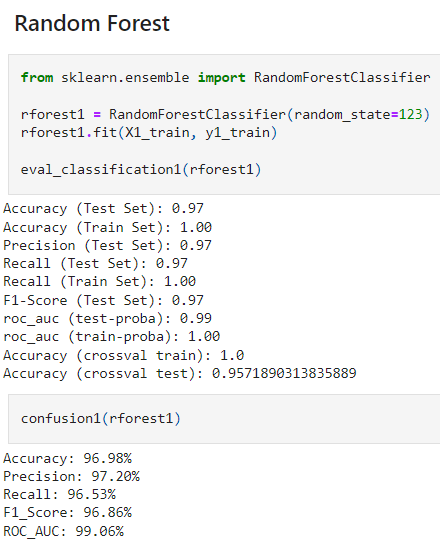 Random Forest
from sklearn.ensemble import RandomForestClassifier
rforest1 = RandomForestClassifier(random_state=123)
rforest1.fit(X1_train, y1_train)
eval_classification1(rforest1)
Accuracy (Test Set): 0.97
Accuracy (Train Set): 1.00
Precision (Test Set): 0.97
Recall (Test Set): 0.97
Recall (Train Set): 1.00
F1-Score (Test Set): 0.97
roc_auc (test-proba): 0.99
roc_auc (train-proba): 1.00
Accuracy (crossval train): 1.0
Accuracy (crossval test): 0.9571890313835889
confusion1(rforest1)
Accuracy: 96.98%
Precision: 97.20%
Recall: 96.53%
F1_Score: 96.86%
ROC_AUC: 99.06%